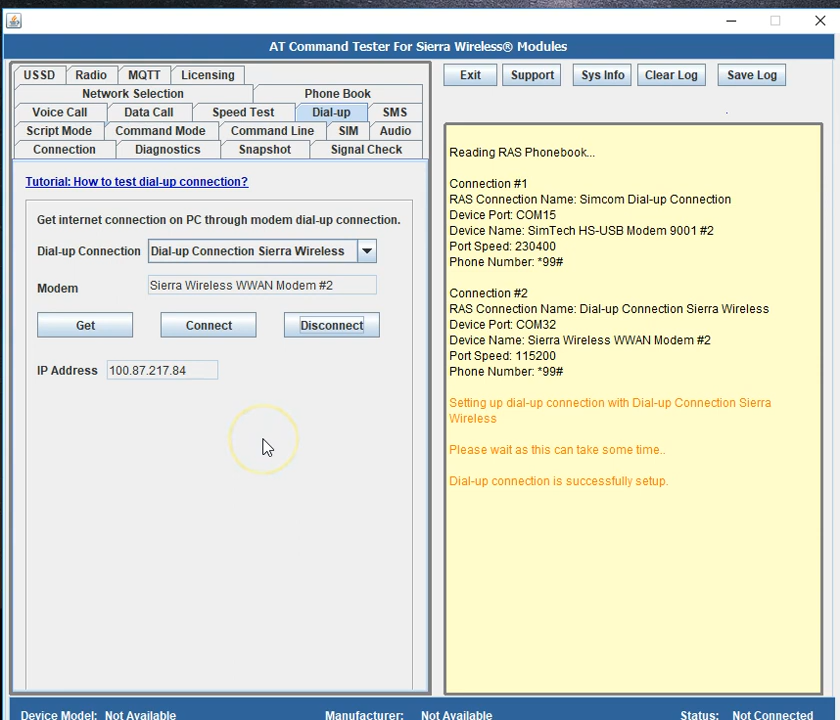 AT Command Tester For Sierra Wireless® Modules
USSD Radio MQTT Licensing
Network Selection Phone Book
Voice Call Data Call Speed Test Dial-up SMS
Script Mode Command Mode Command Line SIM Audio
Connection Diagnostics Snapshot Signal Check
Tutorial: How to test dial-up connection?
Get internet connection on PC through modem dial-up connection.
Dial-up Connection Dial-up Connection Sierra Wireless
Modem Sierra Wireless WWAN Modem #2
Get Connect Disconnect
IP Address 100.87.217.84
Exit Support Sys Info Clear Log Save Log
Reading RAS Phonebook...
Connection #1
RAS Connection Name: Simcom Dial-up Connection
Device Port: COM15
Device Name: SimTech HS-USB Modem 9001 #2
Port Speed: 230400
Phone Number: *99#
Connection #2
RAS Connection Name: Dial-up Connection Sierra Wireless
Device Port: COM32
Device Name: Sierra Wireless WWAN Modem #2
Port Speed: 115200
Phone Number: *99#
Setting up dial-up connection with Dial-up Connection Sierra
Wireless
Please wait as this can take some time..
Dial-up connection is successfully setup.
Device Model: Not Available Manufacturer: Not Available Status: Not Connected